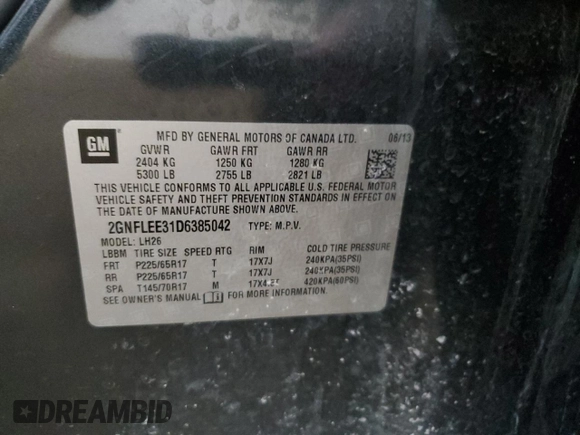 GM
MFD BY GENERAL MOTORS OF CANADA LTD. 06/13
GVWR GAWR FRT GAWR RR
2404 KG 1250 KG 1280 KG
5300 LB 2755 LB 2821 LB
THIS VEHICLE CONFORMS TO ALL APPLICABLE U.S. FEDERAL MOTOR
VEHICLE SAFETY AND THEFT PREVENTION STANDARDS IN EFFECT ON
THE DATE OF MANUFACTURE SHOWN ABOVE.
2GNFLEE31D6385042 TYPE: M.P.V.
MODEL: LH26
LBBM TIRE SIZE SPEED RTG RIM COLD TIRE PRESSURE
FRT P225/65R17 T 17X7J 240KPA(35PSI)
RR P225/65R17 T 17X7J 240KPA(35PSI)
SPA T145/70R17 M 420KPA(60PSI)
SEE OWNER'S MANUAL FOR MORE INFORMATION.
DREAMBID